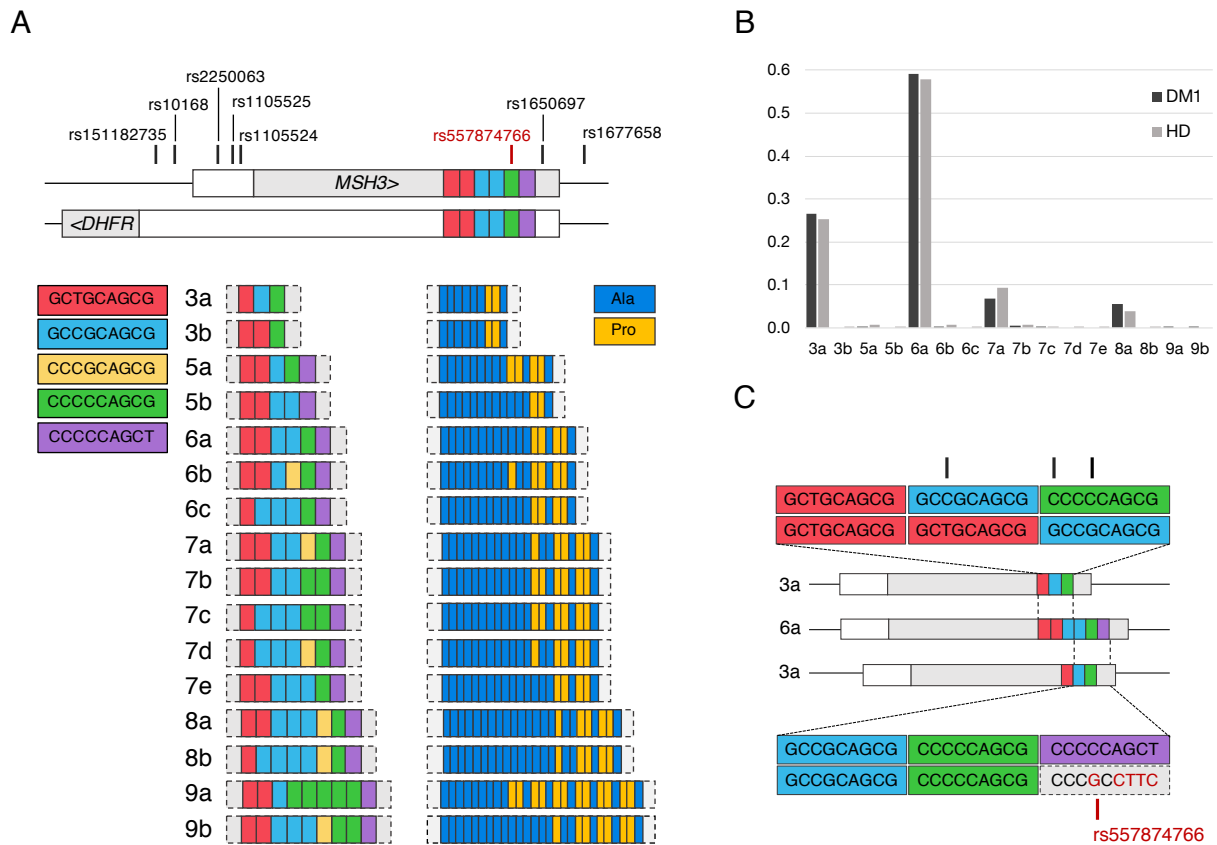 A
rs2250063
rs10168
rs1105525
rs1650697
rs151182735
rs1105524
rs557874766
rs1677658
MSH3>
<DHFR
GCTGCAGCG
GCCGCAGCG
CCCGCAGCG
CCCCCAGCG
CCCCCAGCT
3a
3b
5a
5b
6a
6b
6c
7a
7b
7c
7d
7e
8a
8b
9a
9b
Ala
Pro
B
0.6
0.5
0.4
0.3
0.2
0.1
0.0
DM1
HD
3a 3b 5a 5b 6a 6b 6c 7a 7b 7c 7d 7e 8a 8b 9a 9b
C
GCTGCAGCG GCCGCAGCG CCCCCAGCG
GCTGCAGCG GCTGCAGCG GCCGCAGCG
3a
6a
3a
GCCGCAGCG CCCCCAGCG CCCCCAGCT
GCCGCAGCG CCCCCAGCG CCCGCCTTC
rs557874766